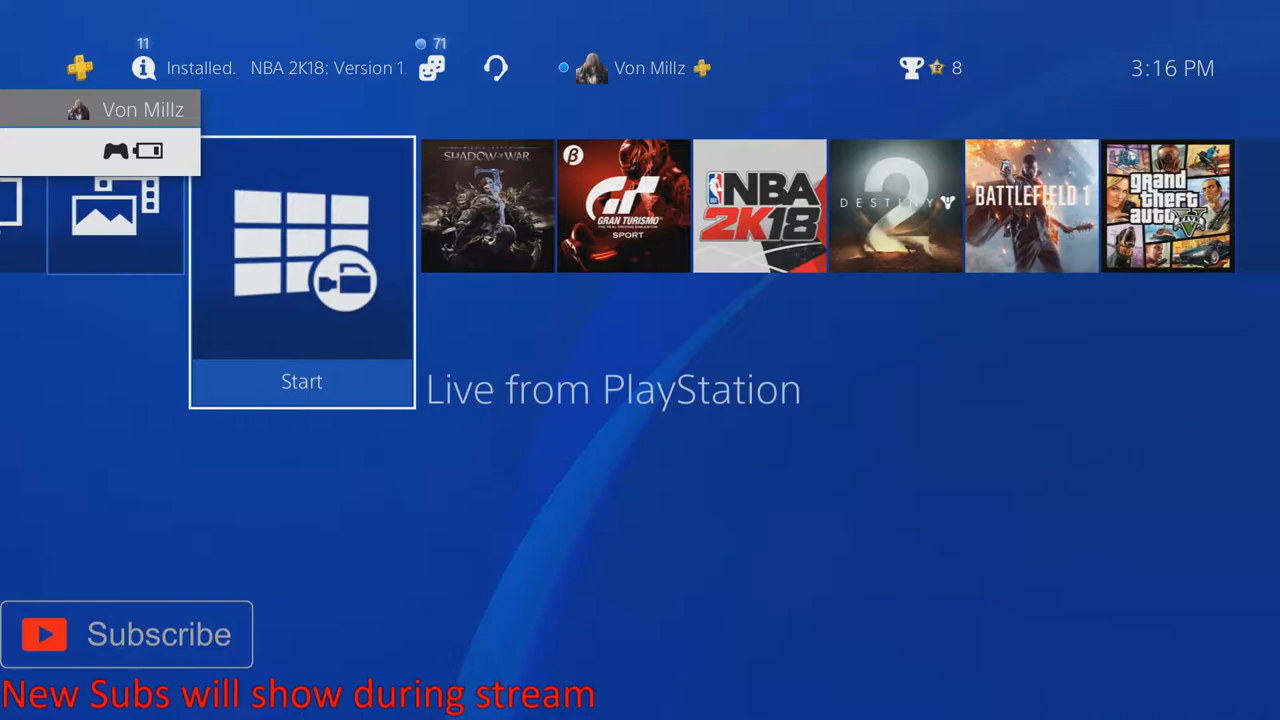 11
Installed. NBA 2K18: Version 1.
71
Von Millz
8
3:16 PM
Von Millz
SHADOW OF WAR
β
GT
GRAN TURISMO
SPORT
NBA
2K18
DESTINY 2
BATTLEFIELD 1
grand
theft
auto V
Start
Live from PlayStation
Subscribe
New Subs will show during stream